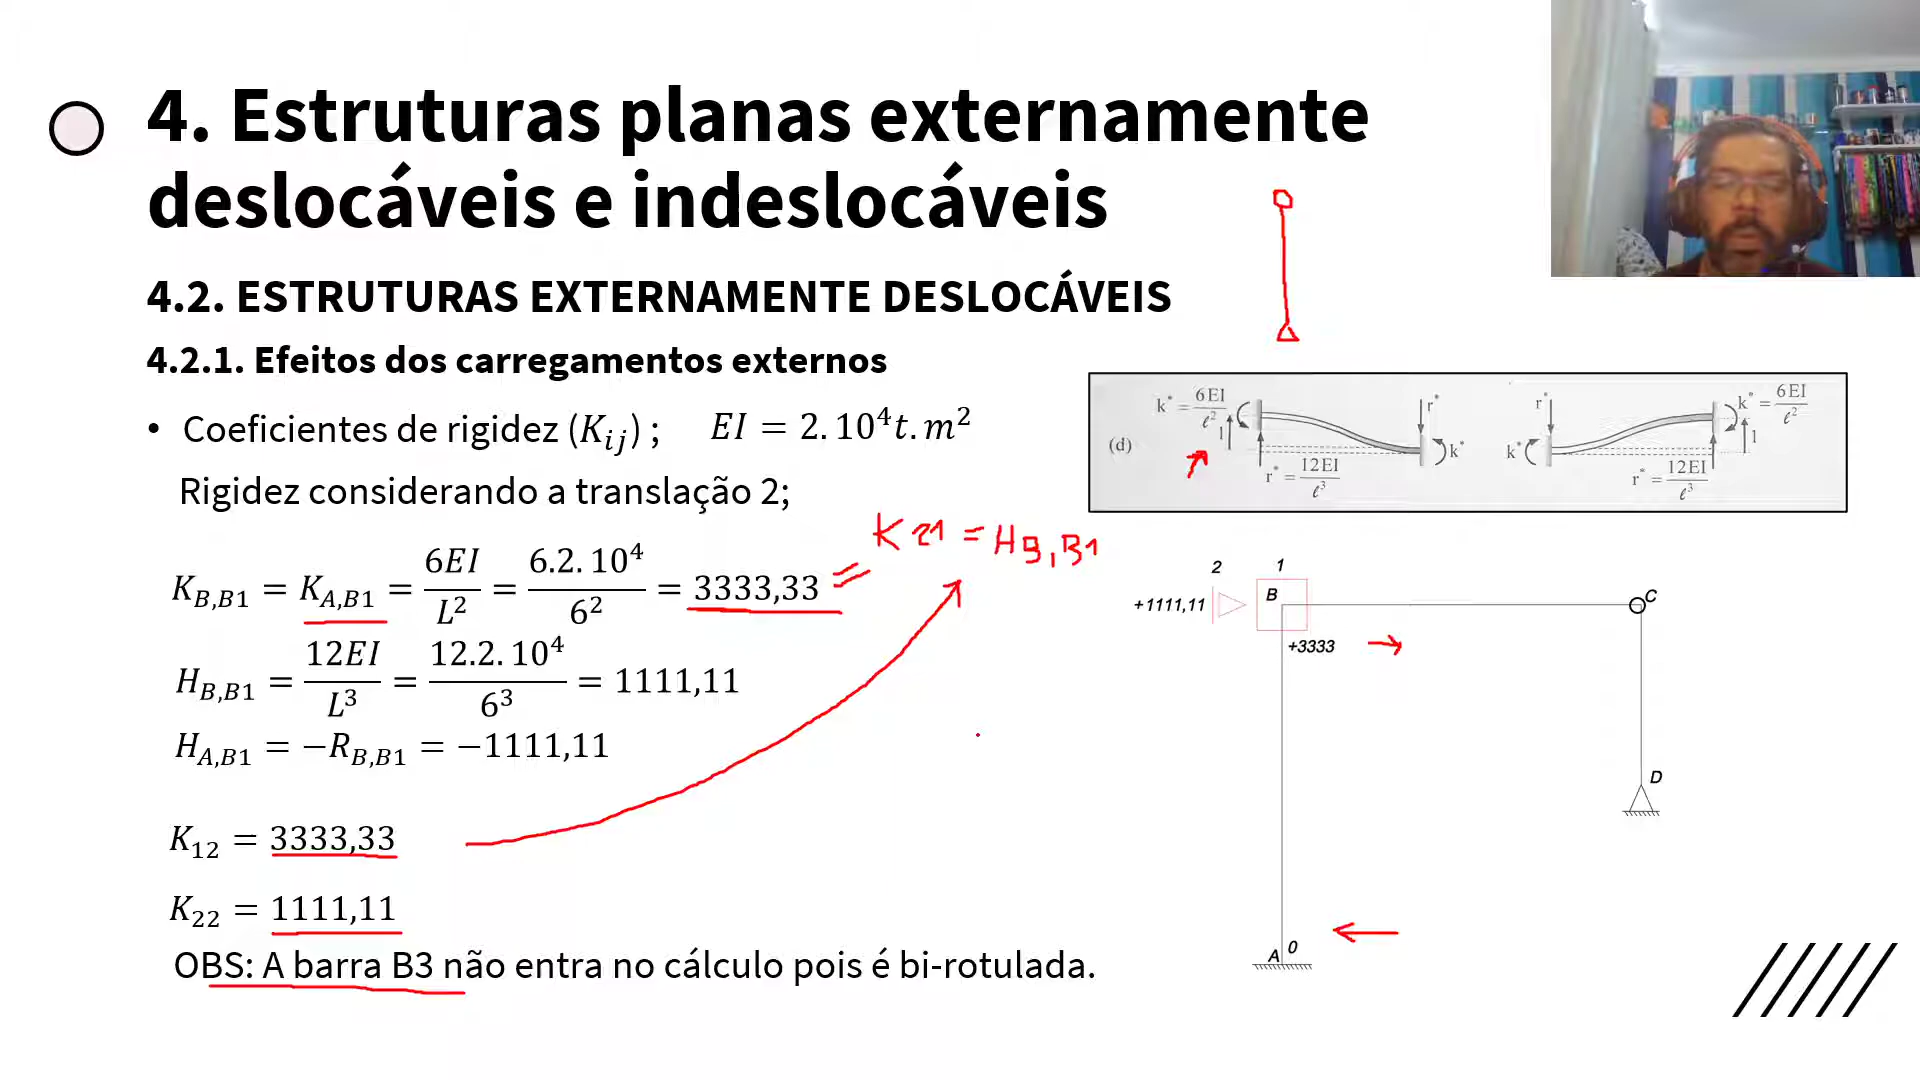 4. Estruturas planas externamente
deslocáveis e indeslocáveis
4.2. ESTRUTURAS EXTERNAMENTE DESLOCÁVEIS
4.2.1. Efeitos dos carregamentos externos
• Coeficientes de rigidez (K_ij) ; EI = 2.10⁴t.m²
Rigidez considerando a translação 2;
K_B,B1 = K_A,B1 = 6EI/L² = 6.2.10⁴/6² = 3333,33
K21 = H_B,B1
H_B,B1 = 12EI/L³ = 12.2.10⁴/6³ = 1111,11
H_A,B1 = −R_B,B1 = −1111,11
K₁₂ = 3333,33
K₂₂ = 1111,11
OBS: A barra B3 não entra no cálculo pois é bi-rotulada.
(d)
k* = 6EI/ℓ²
1
r* = 12EI/ℓ³
r*
k*
r*
k*
k* = 6EI/ℓ²
1
r* = 12EI/ℓ³
2
1
+1111,11
B
C
+3333
D
A
0